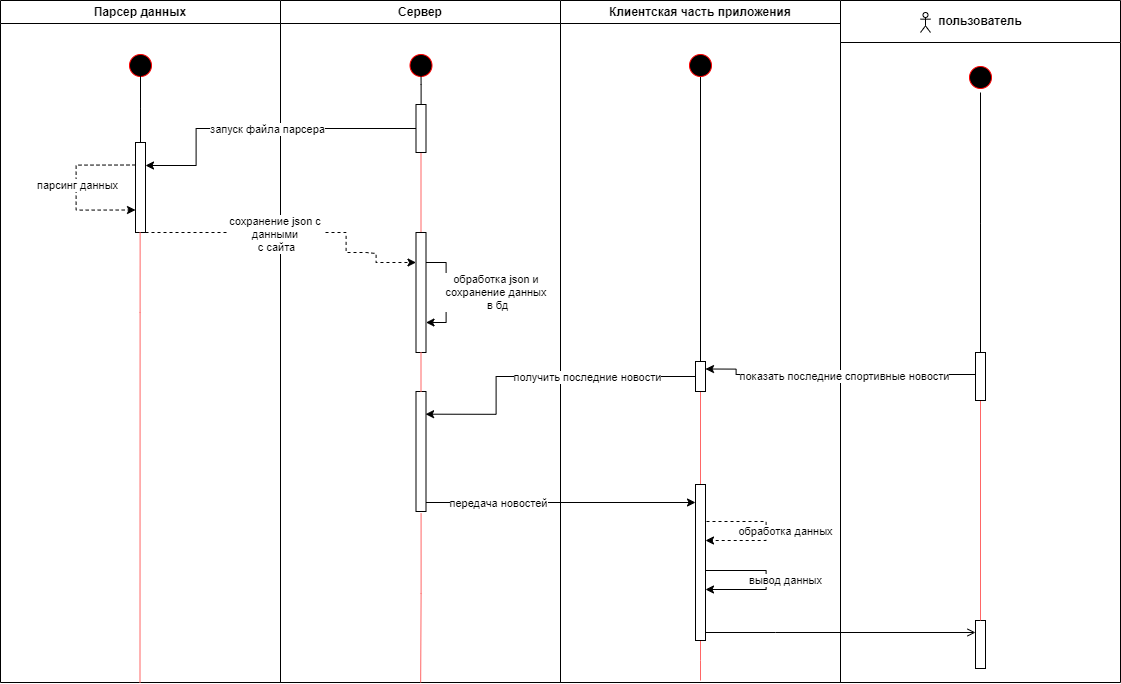 Парсер данных
Сервер
Клиентская часть приложения
пользователь
запуск файла парсера
парсинг данных
сохранение json с
данными
с сайта
обработка json и
сохранение данных
в бд
получить последние новости
показать последние спортивные новости
передача новостей
обработка данных
вывод данных